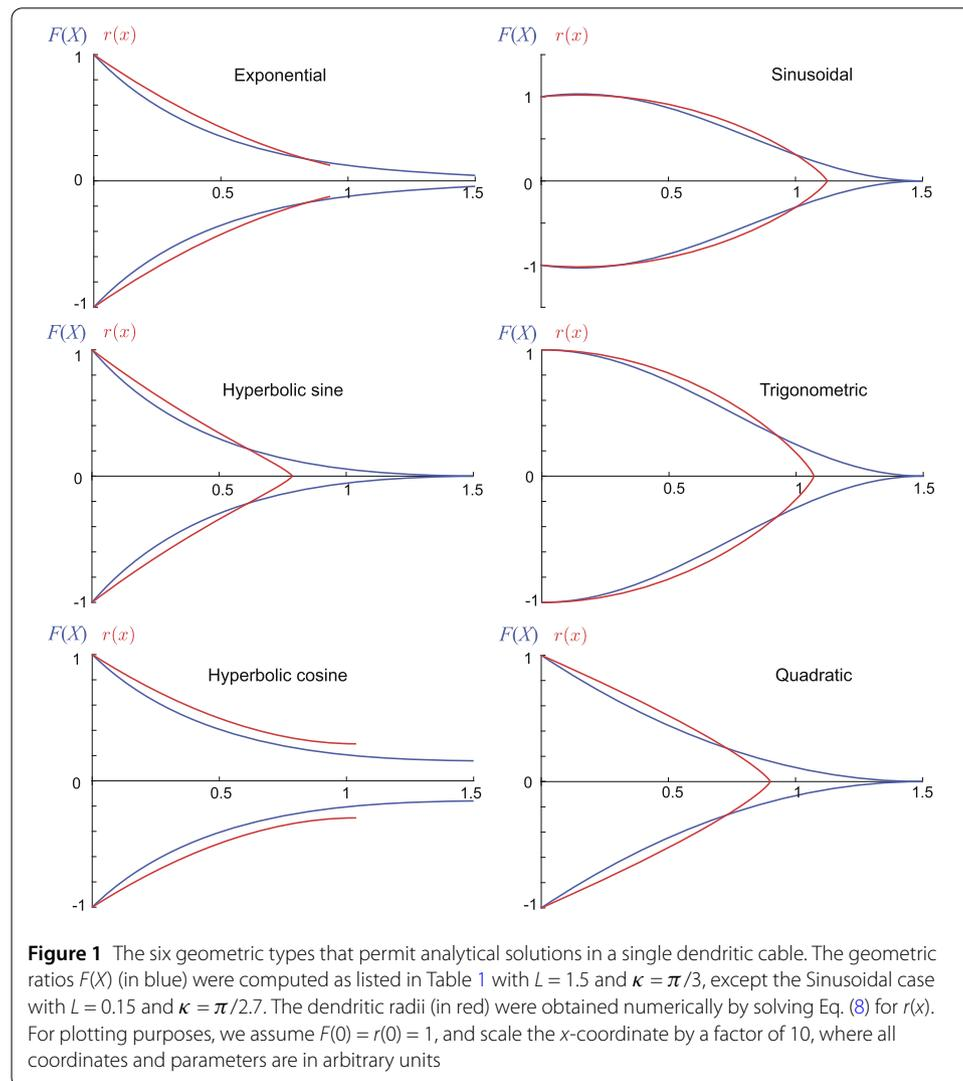 F(X) r(x)
1
Exponential
0
0.5
1
1.5
-1
F(X) r(x)
Sinusoidal
1
0
0.5
1
1.5
-1
F(X) r(x)
1
Hyperbolic sine
0
0.5
1
1.5
-1
F(X) r(x)
1
Trigonometric
0
0.5
1
1.5
-1
F(X) r(x)
1
Hyperbolic cosine
0
0.5
1
1.5
-1
F(X) r(x)
1
Quadratic
0
0.5
1
1.5
-1
Figure 1 The six geometric types that permit analytical solutions in a single dendritic cable. The geometric
ratios F(X) (in blue) were computed as listed in Table 1 with L = 1.5 and κ = π/3, except the Sinusoidal case
with L = 0.15 and κ = π/2.7. The dendritic radii (in red) were obtained numerically by solving Eq. (8) for r(x).
For plotting purposes, we assume F(0) = r(0) = 1, and scale the x-coordinate by a factor of 10, where all
coordinates and parameters are in arbitrary units